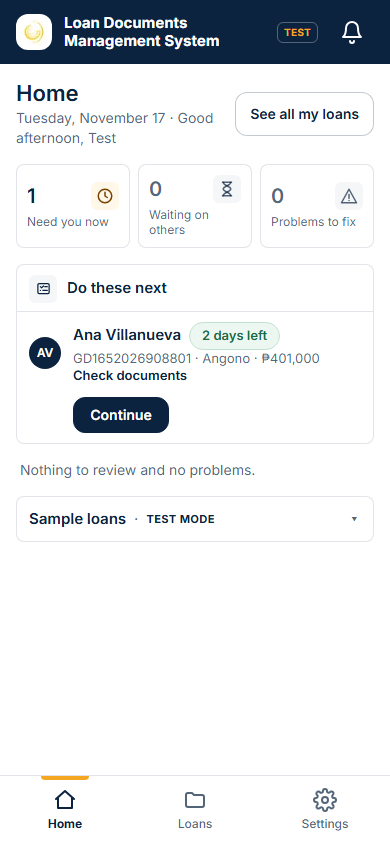 Loan Documents
Management System
TEST
Home
Tuesday, November 17 · Good
afternoon, Test
See all my loans
1
Need you now
0
Waiting on
others
0
Problems to fix
Do these next
AV
Ana Villanueva
2 days left
GD1652026908801 · Angono · ₱401,000
Check documents
Continue
Nothing to review and no problems.
Sample loans · TEST MODE
Home
Loans
Settings